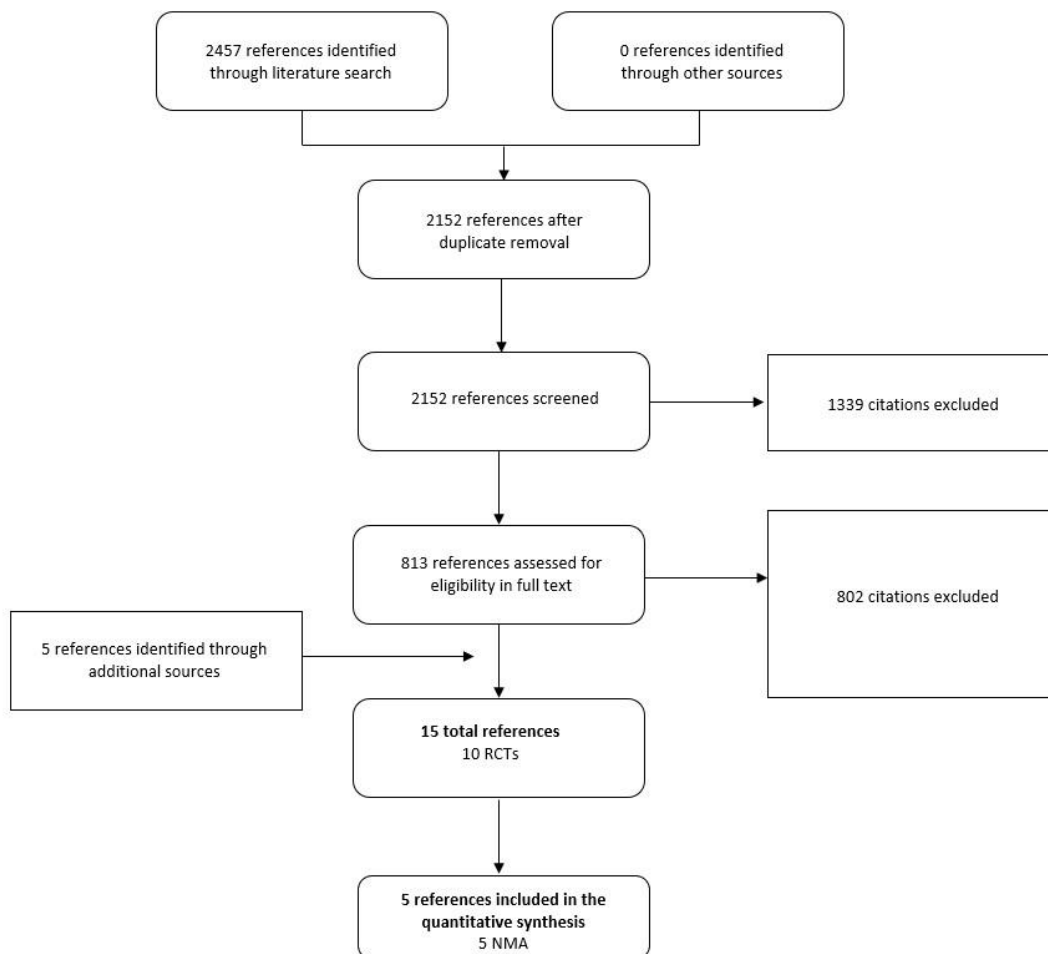 2457 references identified
through literature search
0 references identified
through other sources
2152 references after
duplicate removal
2152 references screened
1339 citations excluded
813 references assessed for
eligibility in full text
802 citations excluded
5 references identified through
additional sources
15 total references
10 RCTs
5 references included in the
quantitative synthesis
5 NMA